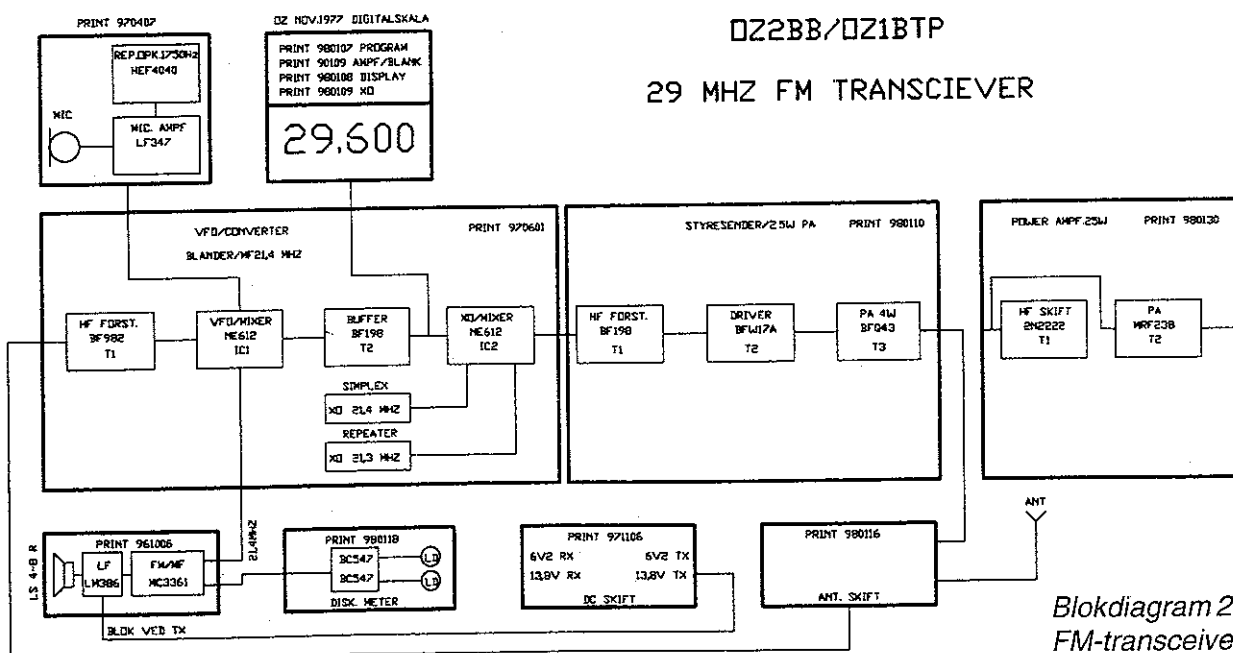 PRINT 970407
OZ NOV.1977 DIGITALSKALA
OZ2BB/OZ1BTP
29 MHZ FM TRANSCIEVER
REP.OPK.1750Hz
HEF4040
MIC
MIC. AMPF
LF347
PRINT 980107 PROGRAM
PRINT 90109 AMPF/BLANK
PRINT 980108 DISPLAY
PRINT 980109 XO
29.600
VFO/CONVERTER
PRINT 970601
BLANDER/MF21,4 MHZ
HF FORST.
BF982
T1
VFO/MIXER
NE612
IC1
BUFFER
BF198
T2
XO/MIXER
NE612
IC2
SIMPLEX
XO 21,4 MHZ
REPEATER
XO 21,3 MHZ
STYRESENDER/2.5W PA
PRINT 980110
HF FORST.
BF198
T1
DRIVER
BFW17A
T2
PA 4W
BFQ43
T3
POWER AMPF.25W
PRINT 980130
HF SKIFT
2N2222
T1
PA
MRF238
T2
ANT
21,4MHZ
LS 4-8 R
PRINT 961006
LF
LM386
FM/MF
MC3361
BLOK VED TX
PRINT 980118
BC547
BC547
LD
LD
DISK. METER
PRINT 971106
6V2 RX
6V2 TX
13,8V RX
13,8V TX
DC SKIFT
PRINT 980116
ANT. SKIFT
Blokdiagram 2
FM-transceive